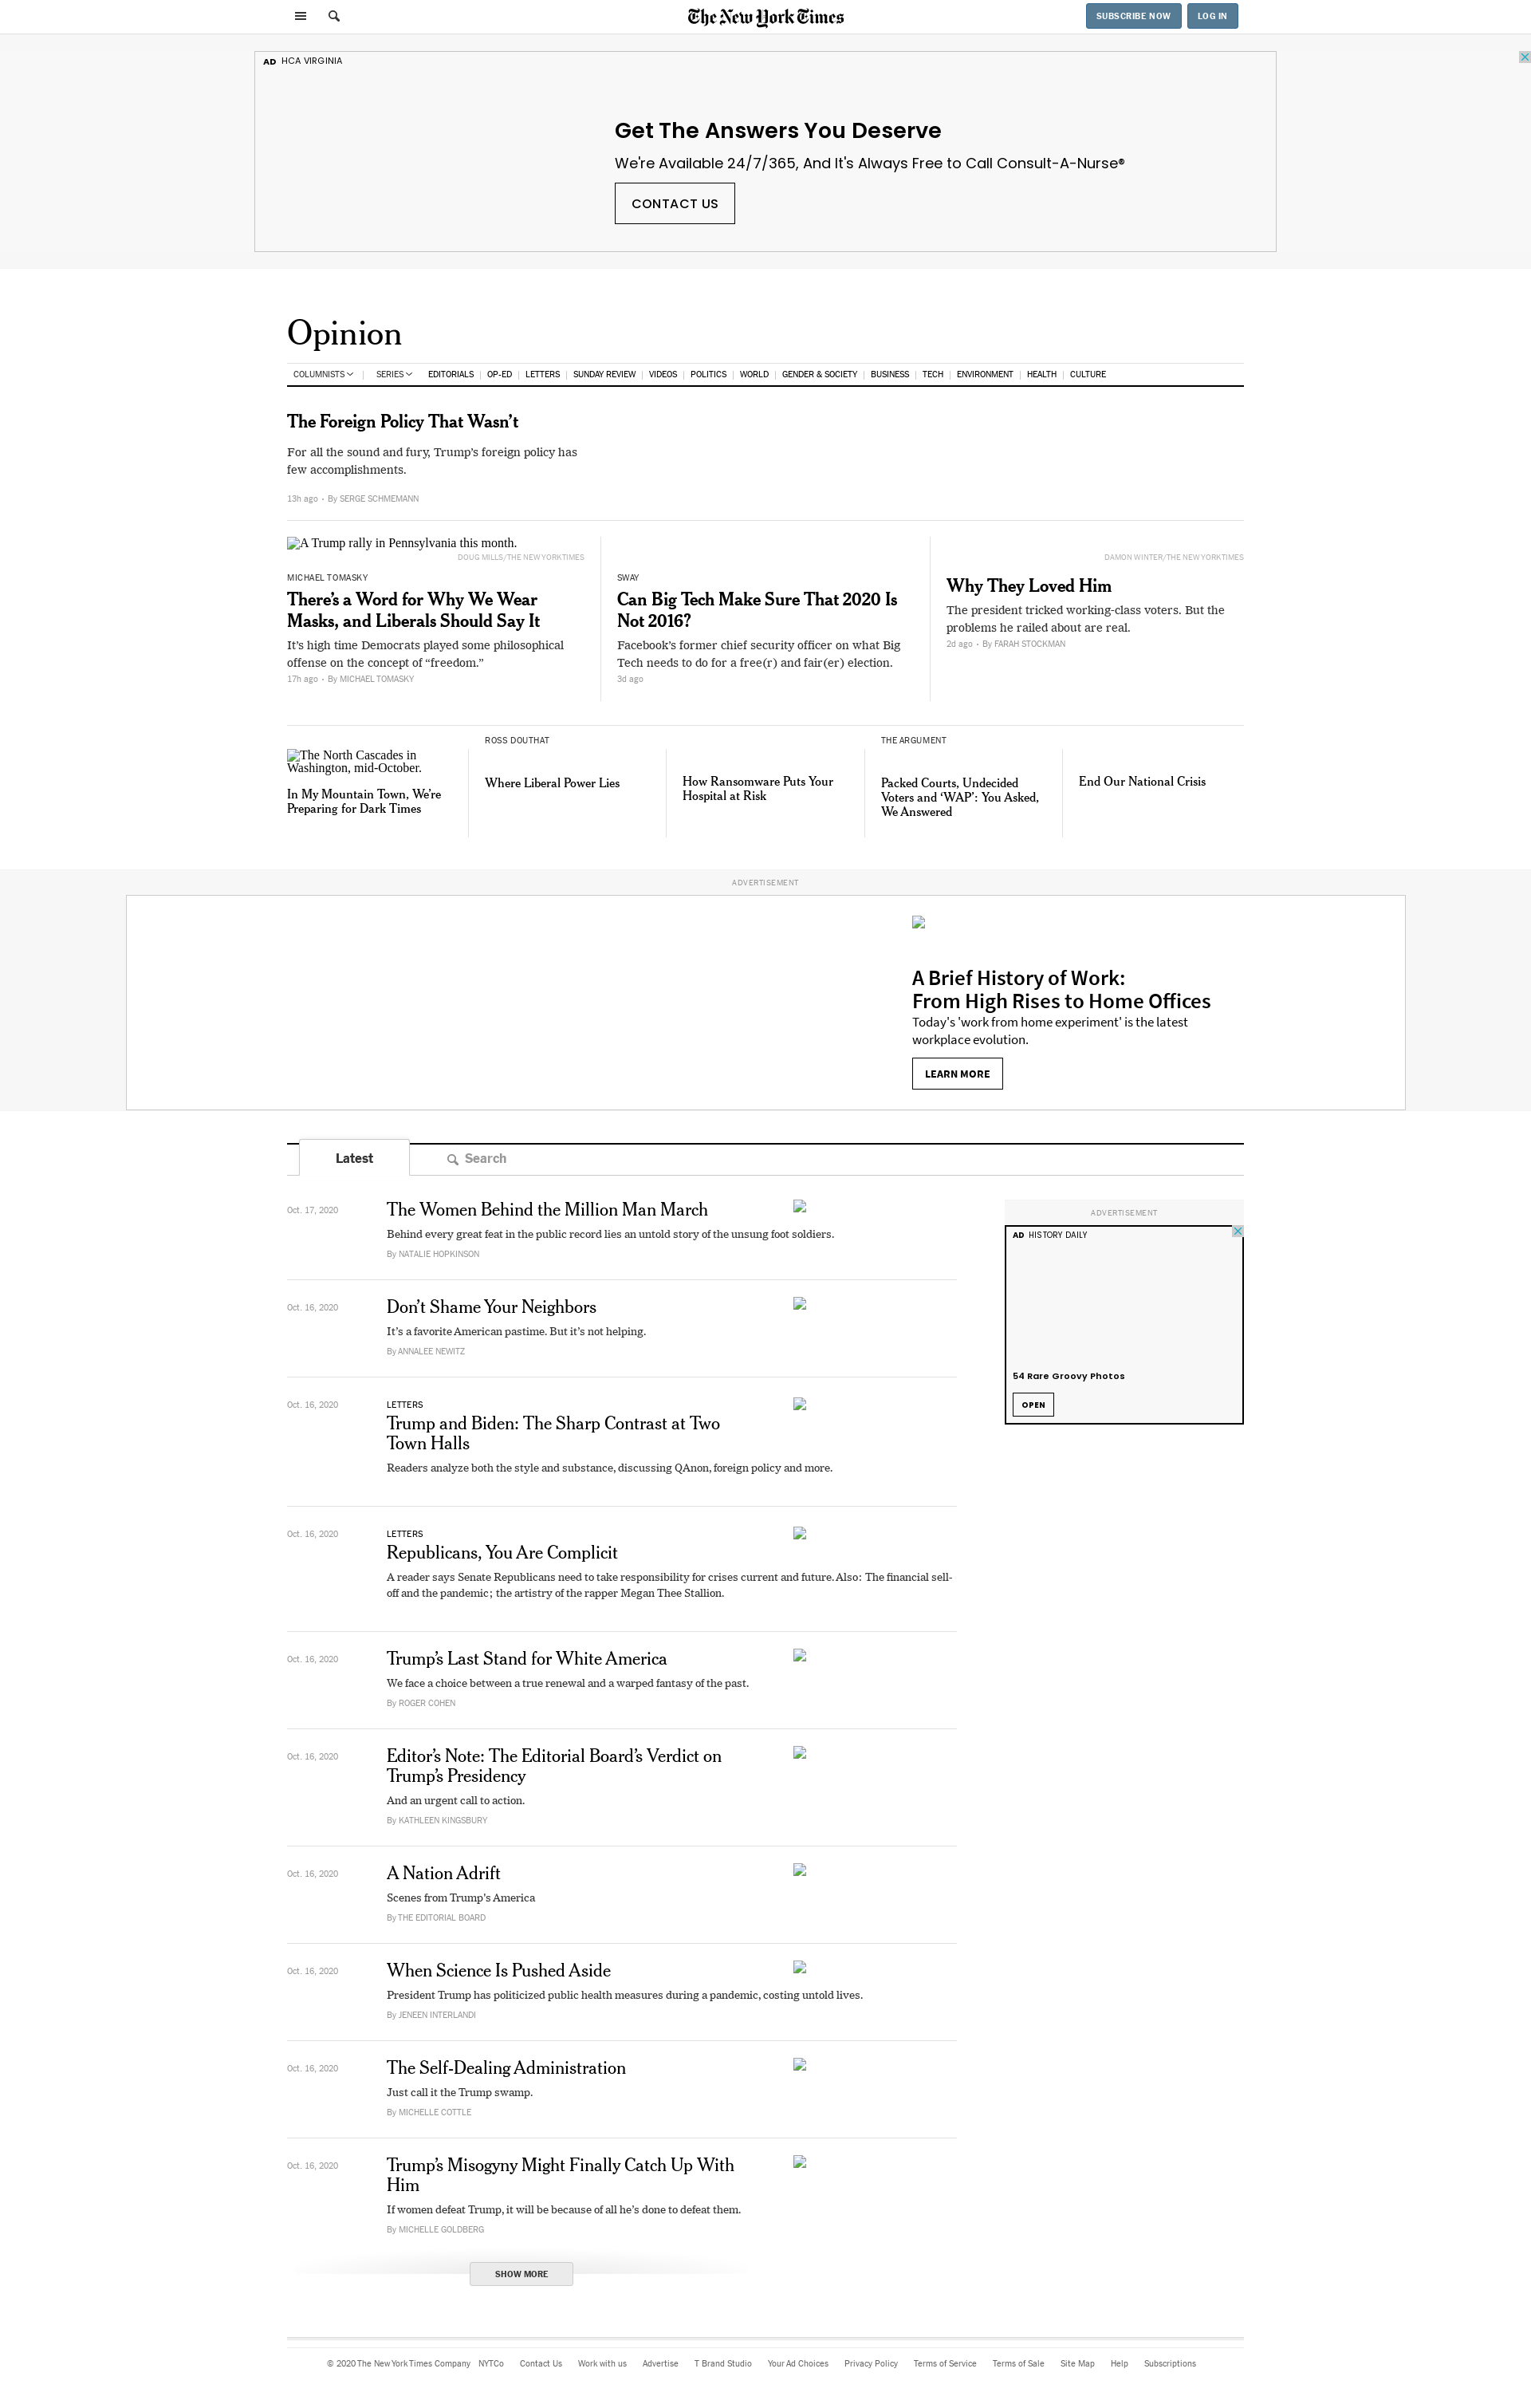 The New York Times
SUBSCRIBE NOW
LOG IN
AD HCA VIRGINIA
Get The Answers You Deserve
We're Available 24/7/365, And It's Always Free to Call Consult-A-Nurse®
CONTACT US
Opinion
COLUMNISTS SERIES EDITORIALS OP-ED LETTERS SUNDAY REVIEW VIDEOS POLITICS WORLD GENDER & SOCIETY BUSINESS TECH ENVIRONMENT HEALTH CULTURE
The Foreign Policy That Wasn’t
For all the sound and fury, Trump’s foreign policy has
few accomplishments.
13h ago • By SERGE SCHMEMANN
A Trump rally in Pennsylvania this month.
DOUG MILLS/THE NEW YORK TIMES
MICHAEL TOMASKY
There’s a Word for Why We Wear
Masks, and Liberals Should Say It
It’s high time Democrats played some philosophical
offense on the concept of “freedom.”
17h ago • By MICHAEL TOMASKY
SWAY
Can Big Tech Make Sure That 2020 Is
Not 2016?
Facebook’s former chief security officer on what Big
Tech needs to do for a free(r) and fair(er) election.
3d ago
DAMON WINTER/THE NEW YORK TIMES
Why They Loved Him
The president tricked working-class voters. But the
problems he railed about are real.
2d ago • By FARAH STOCKMAN
The North Cascades in
Washington, mid-October.
In My Mountain Town, We’re
Preparing for Dark Times
ROSS DOUTHAT
Where Liberal Power Lies
How Ransomware Puts Your
Hospital at Risk
THE ARGUMENT
Packed Courts, Undecided
Voters and ‘WAP’: You Asked,
We Answered
End Our National Crisis
ADVERTISEMENT
A Brief History of Work:
From High Rises to Home Offices
Today's 'work from home experiment' is the latest
workplace evolution.
LEARN MORE
Latest
Search
Oct. 17, 2020
The Women Behind the Million Man March
Behind every great feat in the public record lies an untold story of the unsung foot soldiers.
By NATALIE HOPKINSON
ADVERTISEMENT
AD HISTORY DAILY
54 Rare Groovy Photos
OPEN
Oct. 16, 2020
Don’t Shame Your Neighbors
It’s a favorite American pastime. But it’s not helping.
By ANNALEE NEWITZ
Oct. 16, 2020
LETTERS
Trump and Biden: The Sharp Contrast at Two
Town Halls
Readers analyze both the style and substance, discussing QAnon, foreign policy and more.
Oct. 16, 2020
LETTERS
Republicans, You Are Complicit
A reader says Senate Republicans need to take responsibility for crises current and future. Also: The financial sell-
off and the pandemic; the artistry of the rapper Megan Thee Stallion.
Oct. 16, 2020
Trump’s Last Stand for White America
We face a choice between a true renewal and a warped fantasy of the past.
By ROGER COHEN
Oct. 16, 2020
Editor’s Note: The Editorial Board’s Verdict on
Trump’s Presidency
And an urgent call to action.
By KATHLEEN KINGSBURY
Oct. 16, 2020
A Nation Adrift
Scenes from Trump’s America
By THE EDITORIAL BOARD
Oct. 16, 2020
When Science Is Pushed Aside
President Trump has politicized public health measures during a pandemic, costing untold lives.
By JENEEN INTERLANDI
Oct. 16, 2020
The Self-Dealing Administration
Just call it the Trump swamp.
By MICHELLE COTTLE
Oct. 16, 2020
Trump’s Misogyny Might Finally Catch Up With
Him
If women defeat Trump, it will be because of all he’s done to defeat them.
By MICHELLE GOLDBERG
SHOW MORE
© 2020 The New York Times Company NYTCo Contact Us Work with us Advertise T Brand Studio Your Ad Choices Privacy Policy Terms of Service Terms of Sale Site Map Help Subscriptions